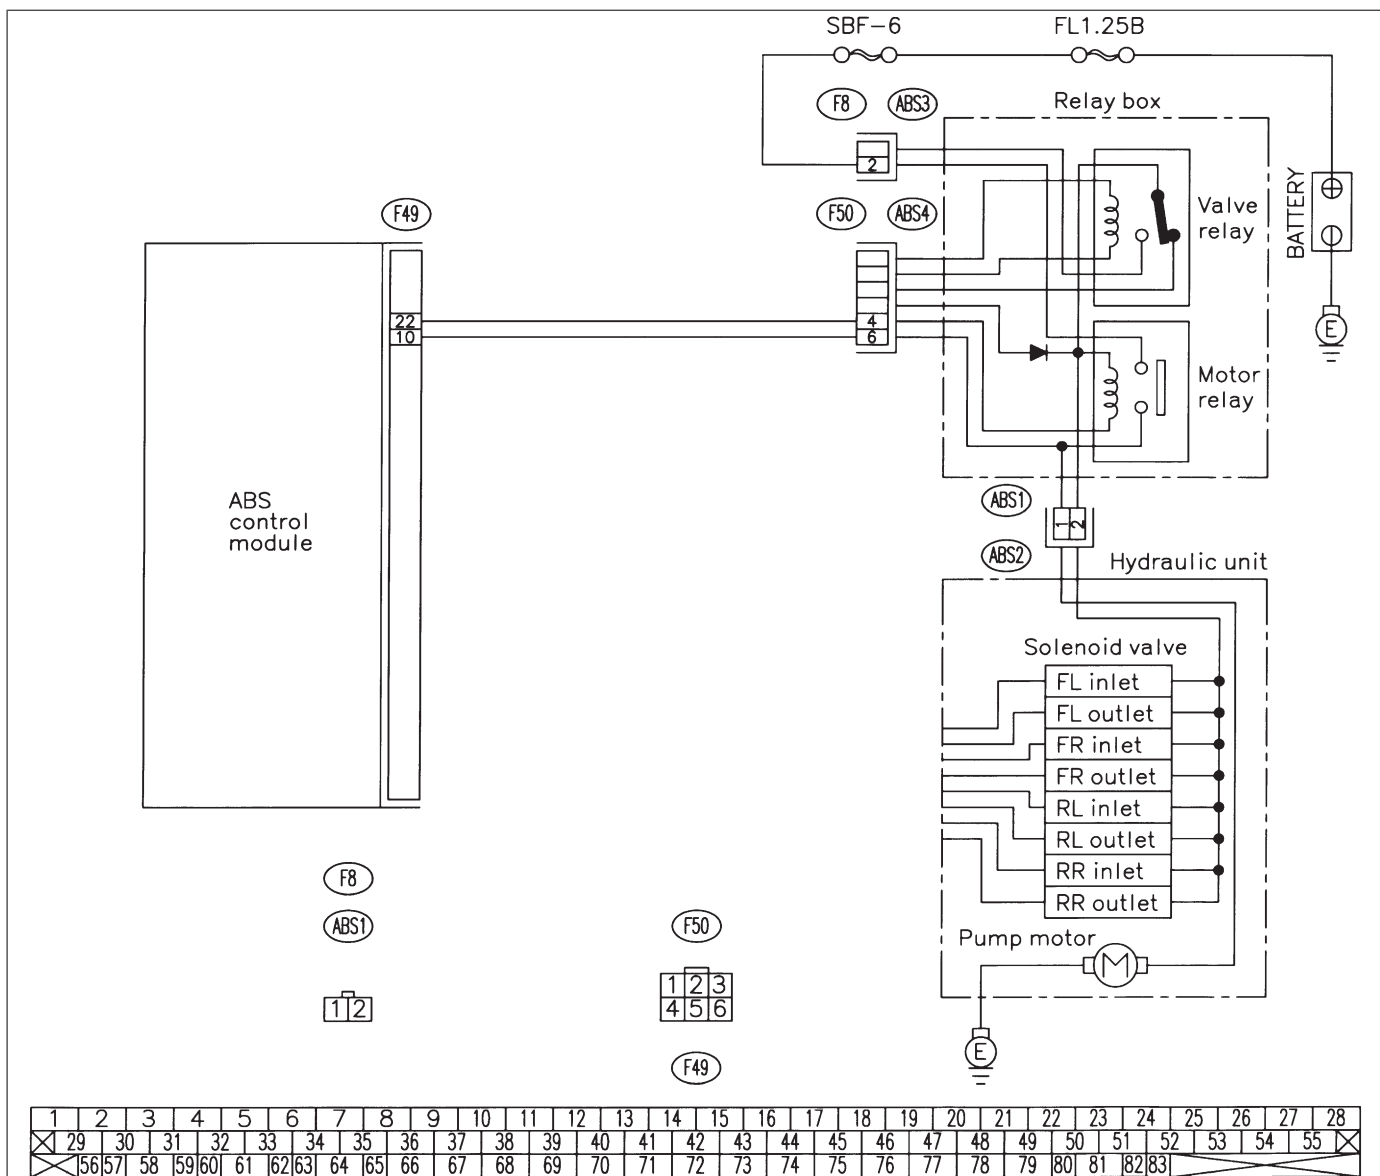 SBF-6 FL1.25B
F8 ABS3 Relay box
2
F49 F50 ABS4 Valve
relay
BATTERY
22 4
10 6
E
Motor
relay
ABS
control
module
ABS1
1 2
ABS2
Hydraulic unit
Solenoid valve
FL inlet
FL outlet
FR inlet
FR outlet
RL inlet
RL outlet
RR inlet
RR outlet
Pump motor
M
E
F8
ABS1
1 2
F50
1 2 3
4 5 6
F49
1 2 3 4 5 6 7 8 9 10 11 12 13 14 15 16 17 18 19 20 21 22 23 24 25 26 27 28
29 30 31 32 33 34 35 36 37 38 39 40 41 42 43 44 45 46 47 48 49 50 51 52 53 54 55
56 57 58 59 60 61 62 63 64 65 66 67 68 69 70 71 72 73 74 75 76 77 78 79 80 81 82 83